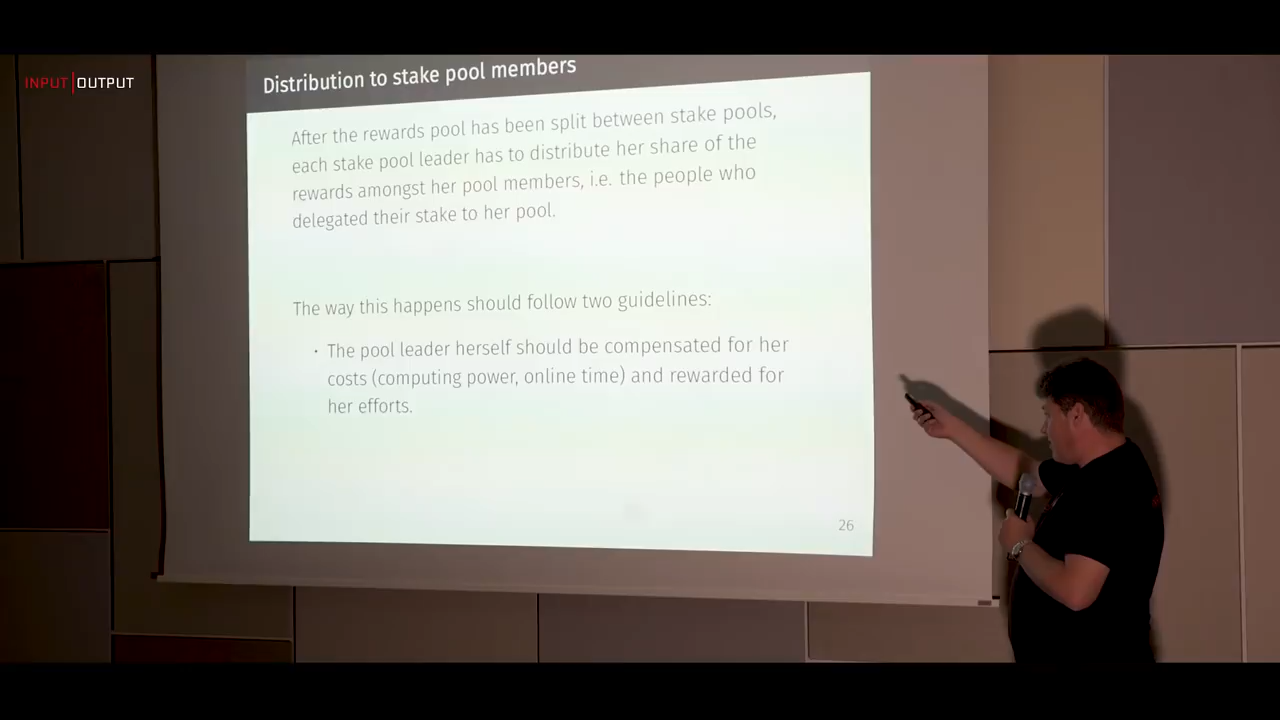 INPUT|OUTPUT
Distribution to stake pool members
After the rewards pool has been split between stake pools,
each stake pool leader has to distribute her share of the
rewards amongst her pool members, i.e. the people who
delegated their stake to her pool.
The way this happens should follow two guidelines:
· The pool leader herself should be compensated for her
costs (computing power, online time) and rewarded for
her efforts.
26